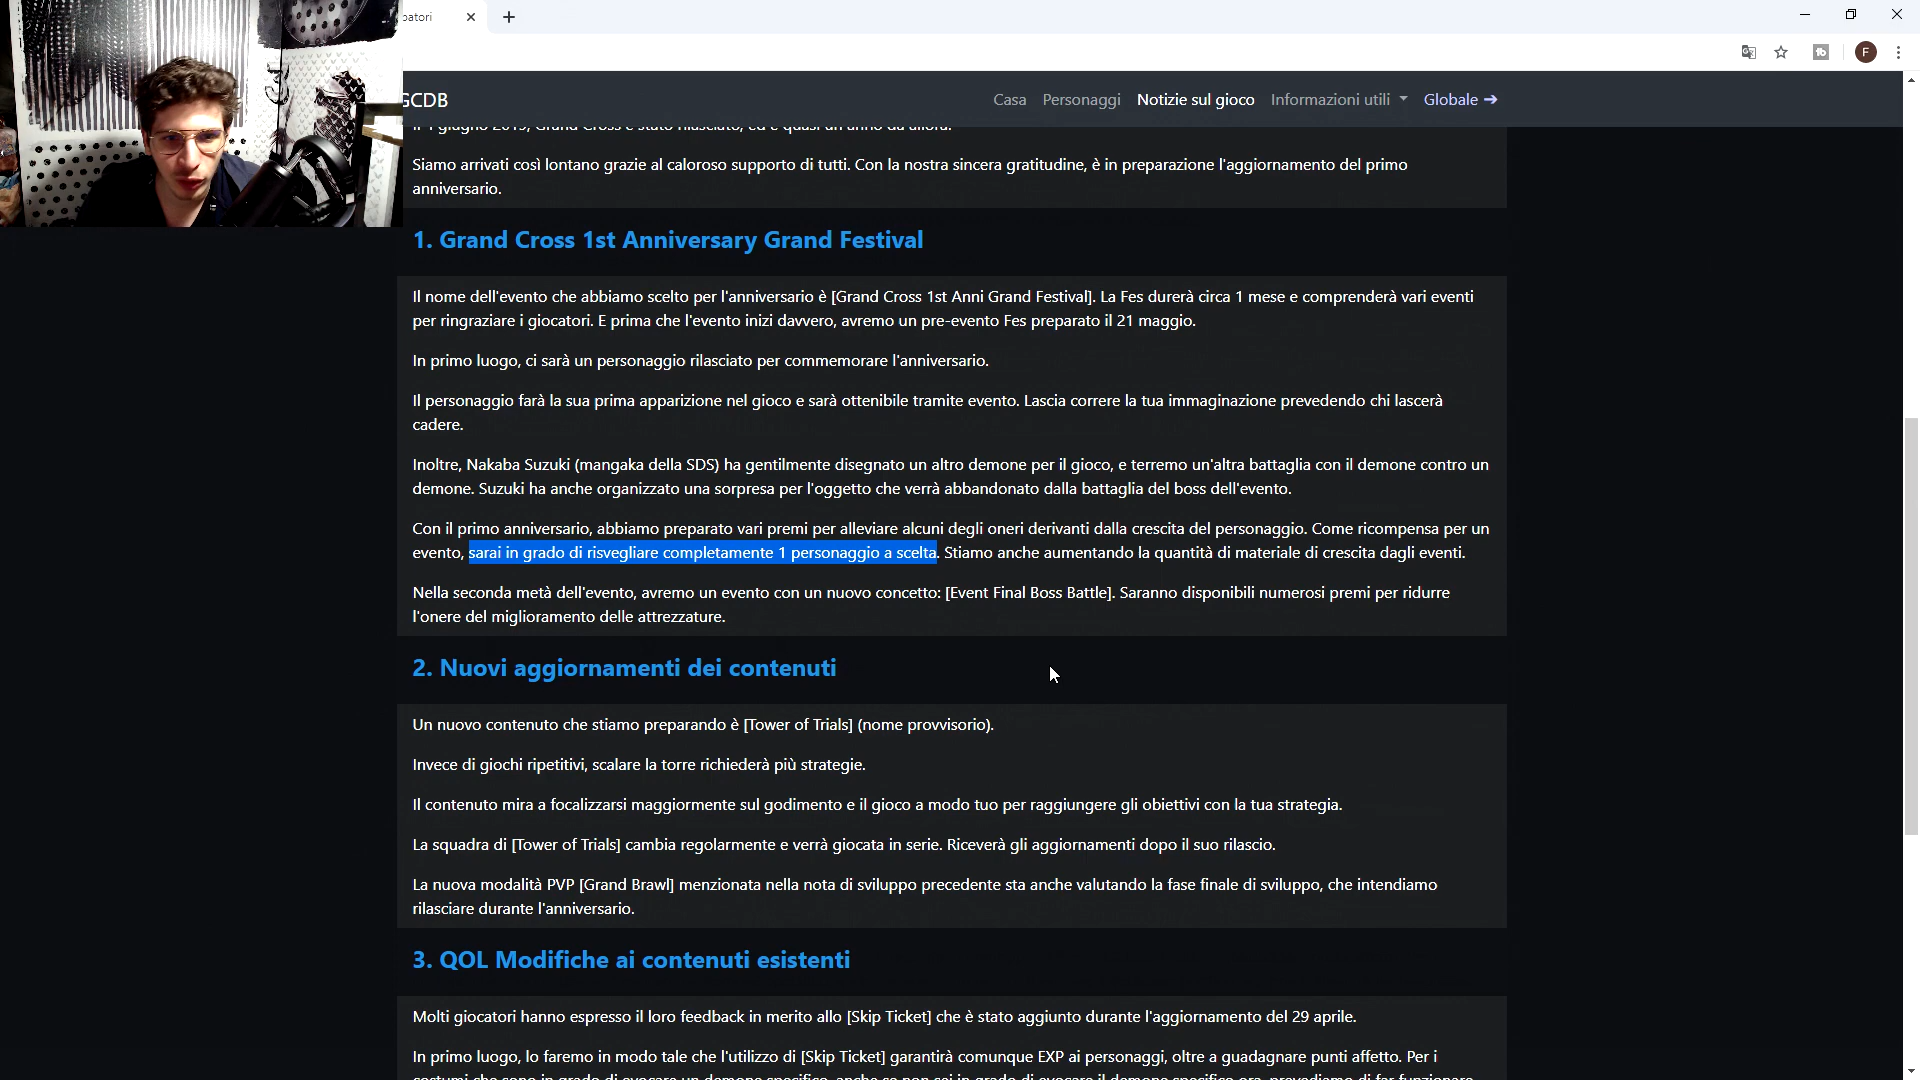 patori
F
GCDB
Casa Personaggi Notizie sul gioco Informazioni utili Globale →
Siamo arrivati così lontano grazie al caloroso supporto di tutti. Con la nostra sincera gratitudine, è in preparazione l'aggiornamento del primo
anniversario.
1. Grand Cross 1st Anniversary Grand Festival
Il nome dell'evento che abbiamo scelto per l'anniversario è [Grand Cross 1st Anni Grand Festival]. La Fes durerà circa 1 mese e comprenderà vari eventi
per ringraziare i giocatori. E prima che l'evento inizi davvero, avremo un pre-evento Fes preparato il 21 maggio.
In primo luogo, ci sarà un personaggio rilasciato per commemorare l'anniversario.
Il personaggio farà la sua prima apparizione nel gioco e sarà ottenibile tramite evento. Lascia correre la tua immaginazione prevedendo chi lascerà
cadere.
Inoltre, Nakaba Suzuki (mangaka della SDS) ha gentilmente disegnato un altro demone per il gioco, e terremo un'altra battaglia con il demone contro un
demone. Suzuki ha anche organizzato una sorpresa per l'oggetto che verrà abbandonato dalla battaglia del boss dell'evento.
Con il primo anniversario, abbiamo preparato vari premi per alleviare alcuni degli oneri derivanti dalla crescita del personaggio. Come ricompensa per un
evento, sarai in grado di risvegliare completamente 1 personaggio a scelta. Stiamo anche aumentando la quantità di materiale di crescita dagli eventi.
Nella seconda metà dell'evento, avremo un evento con un nuovo concetto: [Event Final Boss Battle]. Saranno disponibili numerosi premi per ridurre
l'onere del miglioramento delle attrezzature.
2. Nuovi aggiornamenti dei contenuti
Un nuovo contenuto che stiamo preparando è [Tower of Trials] (nome provvisorio).
Invece di giochi ripetitivi, scalare la torre richiederà più strategie.
Il contenuto mira a focalizzarsi maggiormente sul godimento e il gioco a modo tuo per raggiungere gli obiettivi con la tua strategia.
La squadra di [Tower of Trials] cambia regolarmente e verrà giocata in serie. Riceverà gli aggiornamenti dopo il suo rilascio.
La nuova modalità PVP [Grand Brawl] menzionata nella nota di sviluppo precedente sta anche valutando la fase finale di sviluppo, che intendiamo
rilasciare durante l'anniversario.
3. QOL Modifiche ai contenuti esistenti
Molti giocatori hanno espresso il loro feedback in merito allo [Skip Ticket] che è stato aggiunto durante l'aggiornamento del 29 aprile.
In primo luogo, lo faremo in modo tale che l'utilizzo di [Skip Ticket] garantirà comunque EXP ai personaggi, oltre a guadagnare punti affetto. Per i